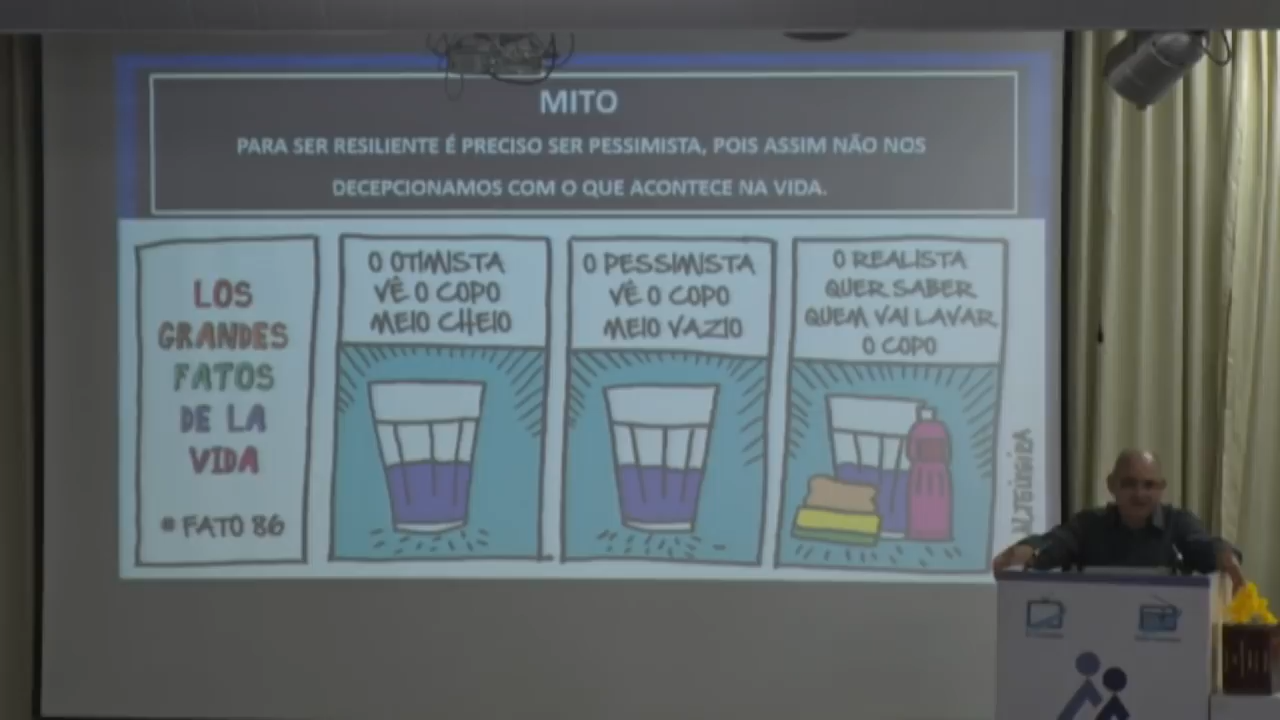 MITO
PARA SER RESILIENTE É PRECISO SER PESSIMISTA, POIS ASSIM NÃO NOS
DECEPCIONAMOS COM O QUE ACONTECE NA VIDA.
LOS
GRANDES
FATOS
DE LA
VIDA
# FATO 86
O OTIMISTA
VÊ O COPO
MEIO CHEIO
O PESSIMISTA
VÊ O COPO
MEIO VAZIO
O REALISTA
QUER SABER
QUEM VAI LAVAR
O COPO